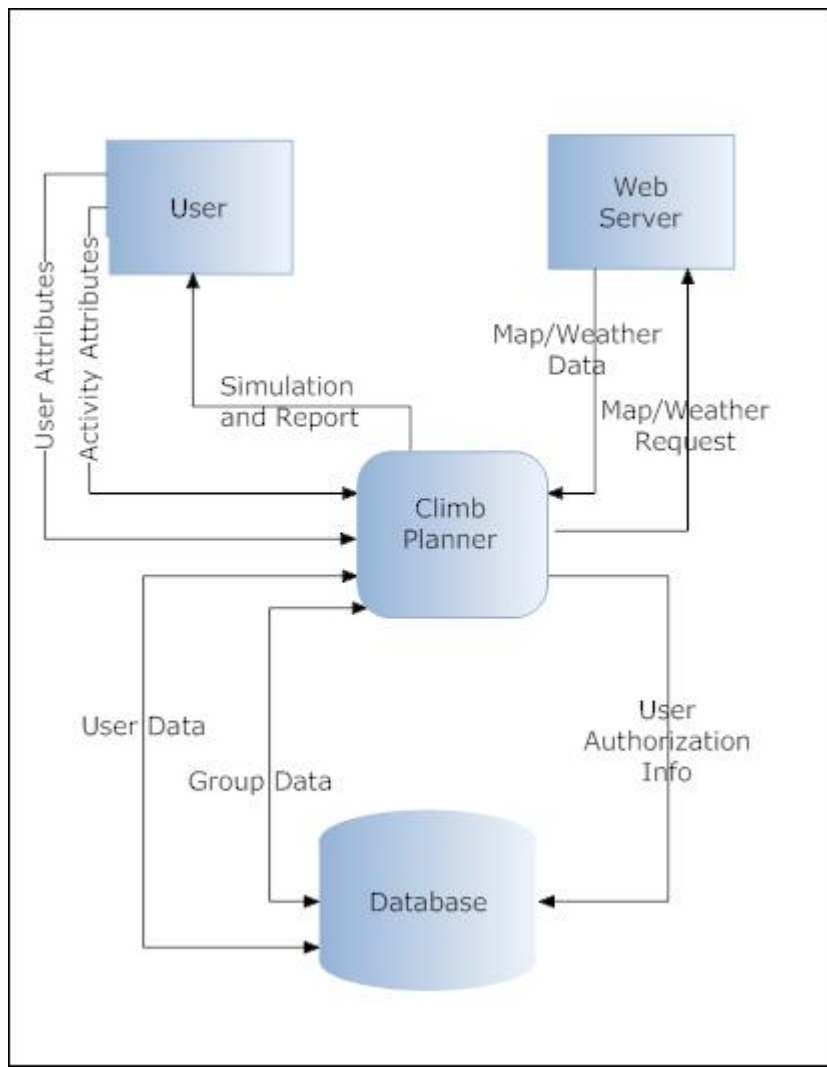 User
Web
Server
User Attributes
Activity Attributes
Map/Weather
Data
Simulation
and Report
Map/Weather
Request
Climb
Planner
User Data
Group Data
User
Authorization
Info
Database